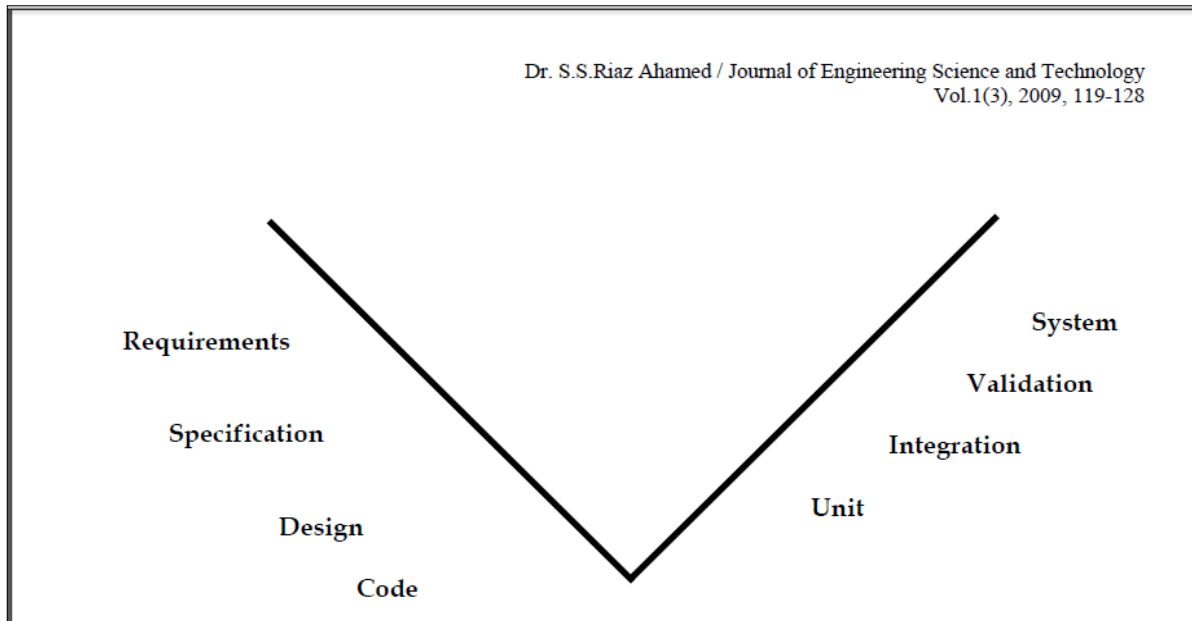 Dr. S.S.Riaz Ahamed / Journal of Engineering Science and Technology
Vol.1(3), 2009, 119-128
System
Requirements
Validation
Specification
Integration
Unit
Design
Code